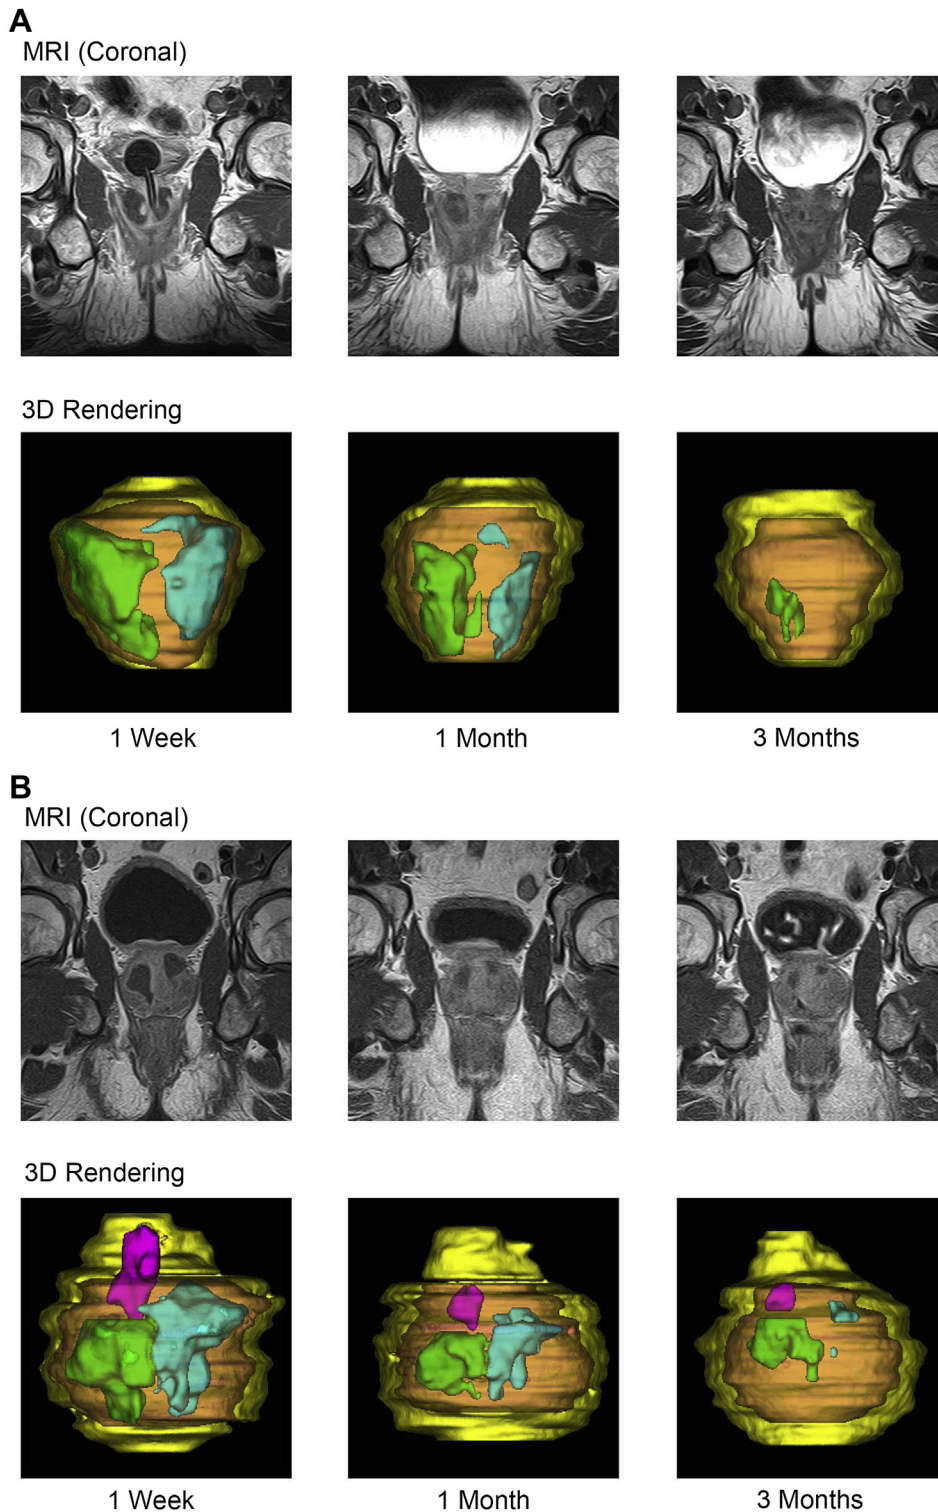 A
MRI (Coronal)
3D Rendering
1 Week
1 Month
3 Months
B
MRI (Coronal)
3D Rendering
1 Week
1 Month
3 Months